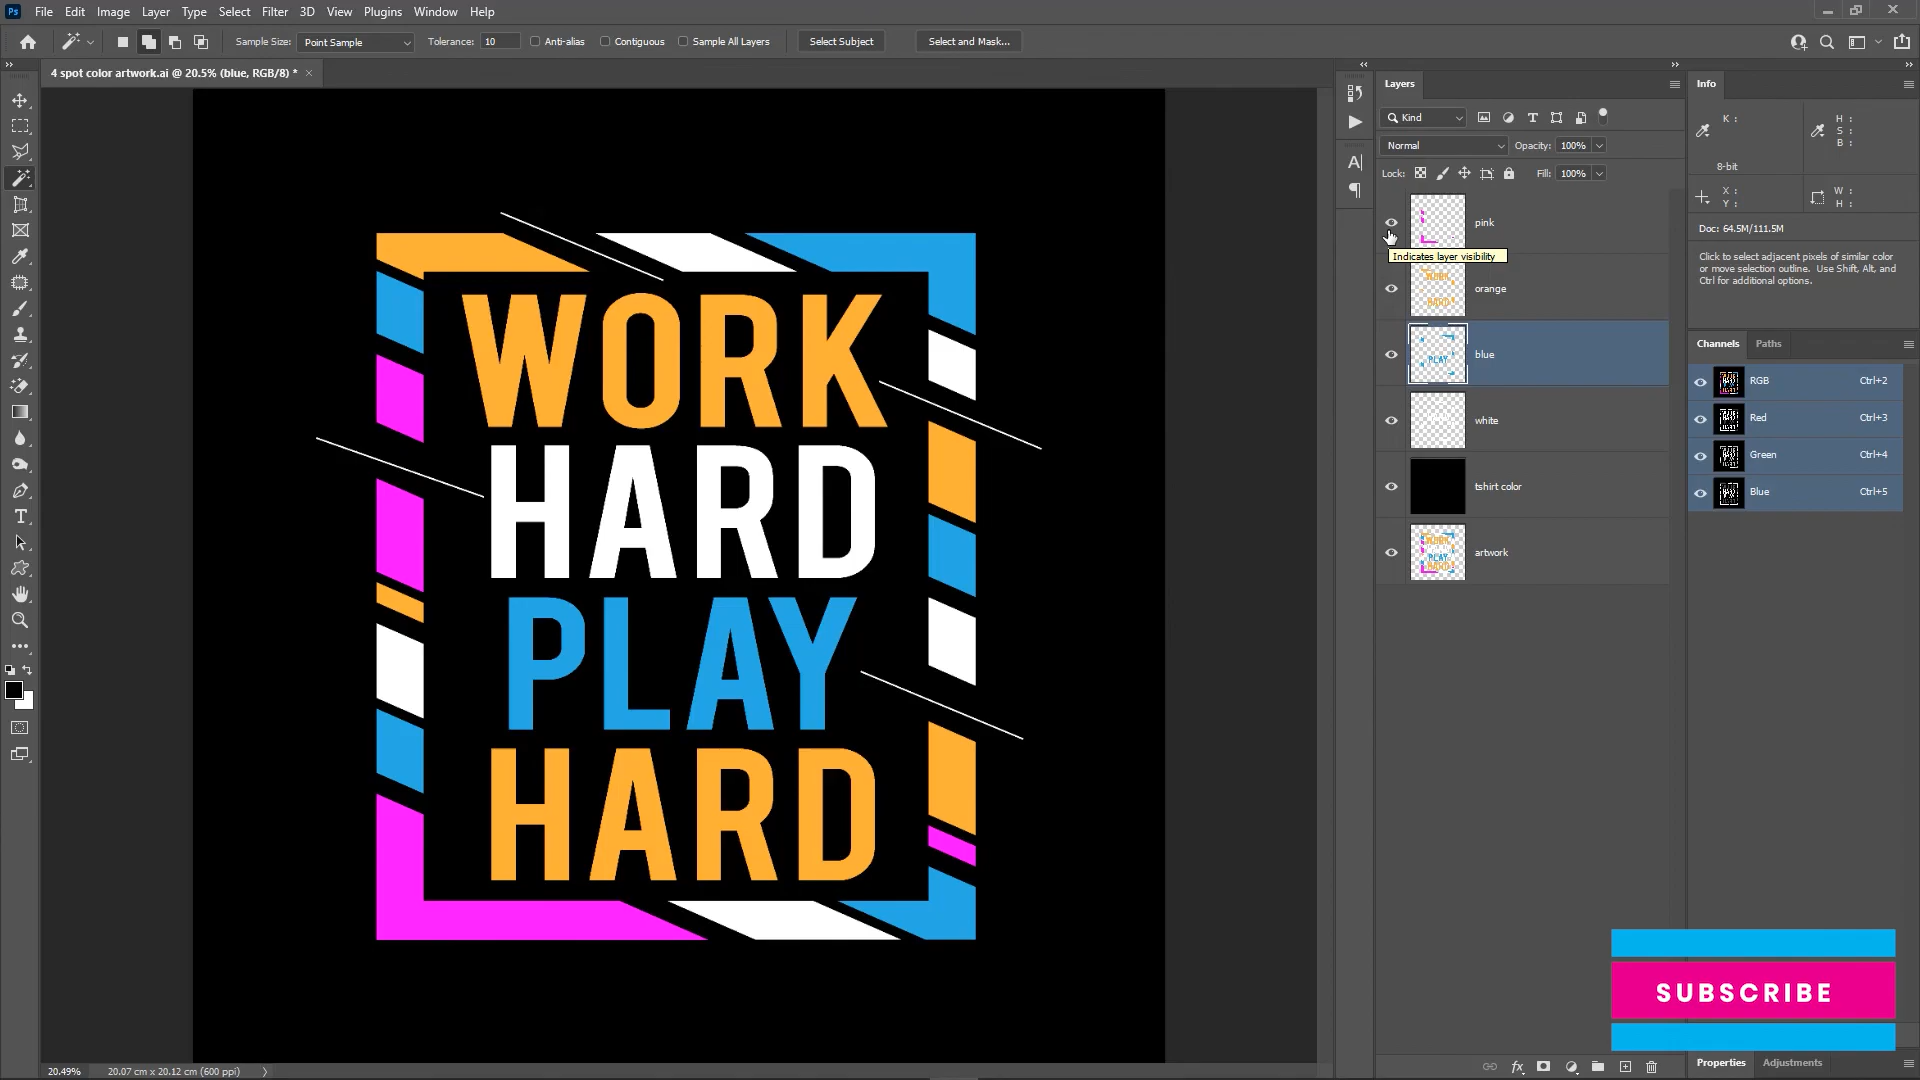 Ps File Edit Image Layer Type Select Filter 3D View Plugins Window Help
Sample Size: Point Sample Tolerance: 10 Anti-alias Contiguous Sample All Layers Select Subject Select and Mask...
4 spot color artwork.ai @ 20.5% (blue, RGB/8) * ×
WORK
HARD
PLAY
HARD
20.49% 20.07 cm x 20.12 cm (600 ppi)
Layers
Kind
Normal Opacity: 100%
Lock: Fill: 100%
pink
Indicates layer visibility
orange
blue
white
tshirt color
artwork
Info
K : H :
S :
B :
8-bit
X : W :
Y : H :
Doc: 64.5M/111.5M
Click to select adjacent pixels of similar color
or move selection outline. Use Shift, Alt, and
Ctrl for additional options.
Channels Paths
RGB Ctrl+2
Red Ctrl+3
Green Ctrl+4
Blue Ctrl+5
SUBSCRIBE
Properties Adjustments